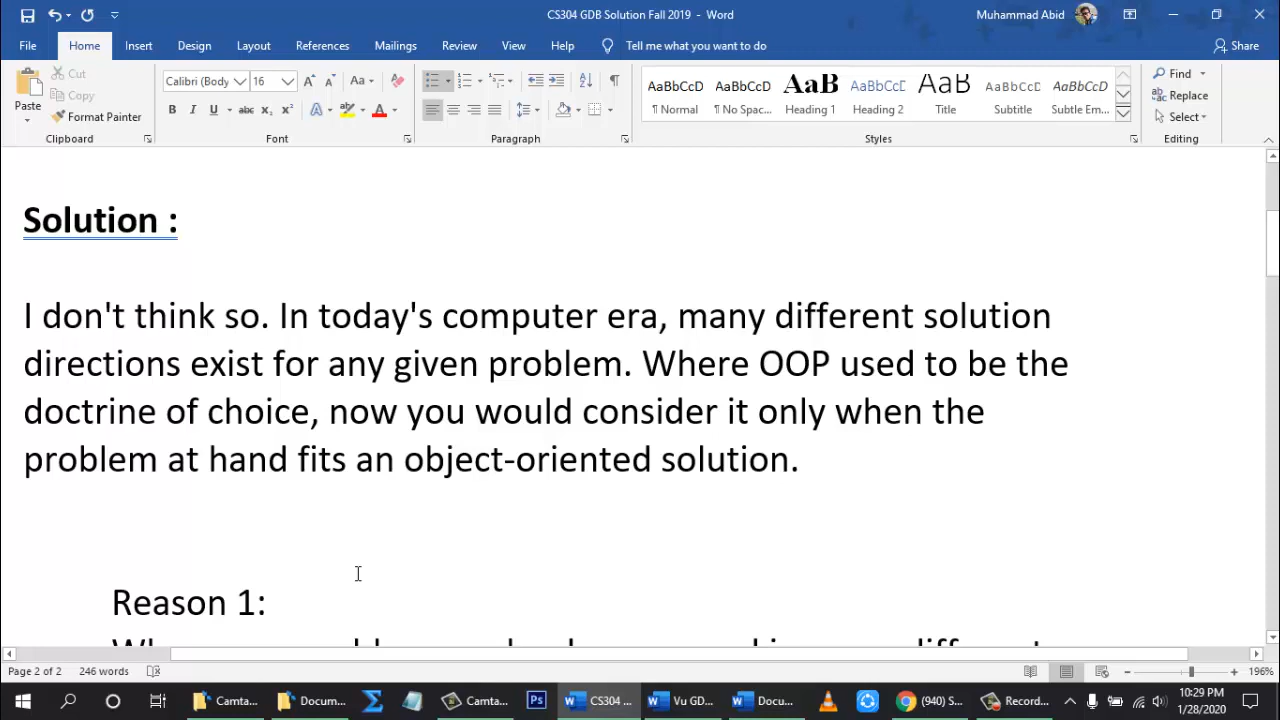 CS304 GDB Solution Fall 2019 - Word
Muhammad Abid
File Home Insert Design Layout References Mailings Review View Help Tell me what you want to do Share
Paste
Cut
Copy
Format Painter
Clipboard
Calibri (Body 16
Font
Paragraph
AaBbCcD AaBbCcD AaB AaBbCcD AaB AaBbCcD AaBbCcD
¶ Normal ¶ No Spac... Heading 1 Heading 2 Title Subtitle Subtle Em...
Styles
Find
Replace
Select
Editing
Solution :
I don't think so. In today's computer era, many different solution
directions exist for any given problem. Where OOP used to be the
doctrine of choice, now you would consider it only when the
problem at hand fits an object-oriented solution.
Reason 1:
Page 2 of 2 246 words 196%
Camta... Docum... Camta... CS304 ... Vu GD... Docu... (940) S... Record... 10:29 PM
1/28/2020